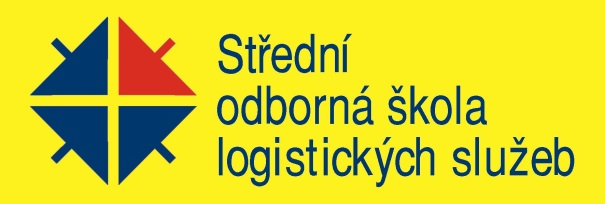 Střední
odborná škola
logistických služeb